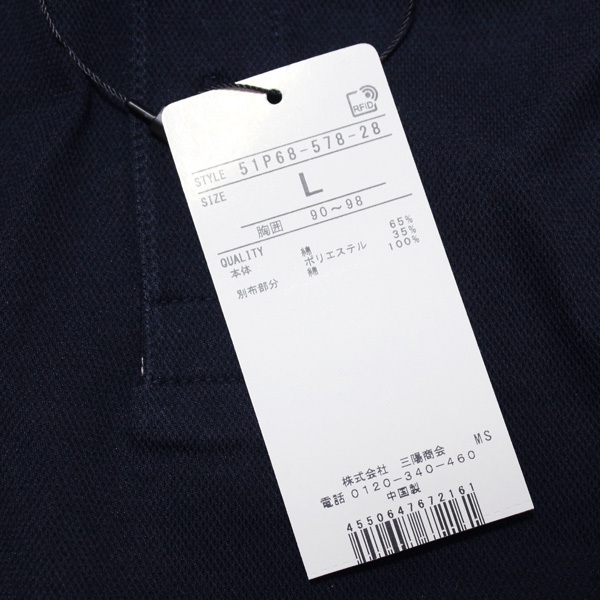 RFID
STYLE 51P68-578-28
SIZE L
胸囲 90～98
QUALITY
本体 綿 65%
ポリエステル 35%
別布部分 綿 100%
MS
株式会社 三陽商会
電話 0120-340-460
中国製
4550647672161